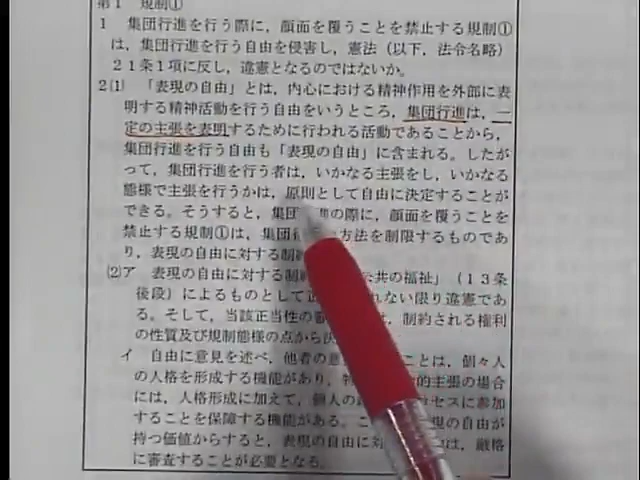 第1 規制①
1 集団行進を行う際に，顔面を覆うことを禁止する規制①
は，集団行進を行う自由を侵害し，憲法（以下，法令名略）
21条1項に反し，違憲となるのではないか。
2⑴ 「表現の自由」とは，内心における精神作用を外部に表
明する精神活動を行う自由をいうところ，集団行進は，一
定の主張を表明するために行われる活動であることから，
集団行進を行う自由も「表現の自由」に含まれる。したが
って，集団行進を行う者は，いかなる主張をし，いかなる
態様で主張を行うかは，原則として自由に決定することが
できる。そうすると，集団 の際に，顔面を覆うことを
禁止する規制①は，集団 方法を制限するものであ
り，表現の自由に対する制
⑵ア 表現の自由に対する制 公共の福祉」（13条
後段）によるものとして正 れない限り違憲であ
る。そして，当該正当性の は，制約される権利
の性質及び規制態様の点から
イ 自由に意見を述べ，他者の意 ことは，個々人
の人格を形成する機能があり， 的主張の場合
には，人格形成に加えて，個人の セスに参加
することを保障する機能がある。こ 現の自由が
持つ価値からすると，表現の自由に対 は，厳格
に審査することが必要となる。